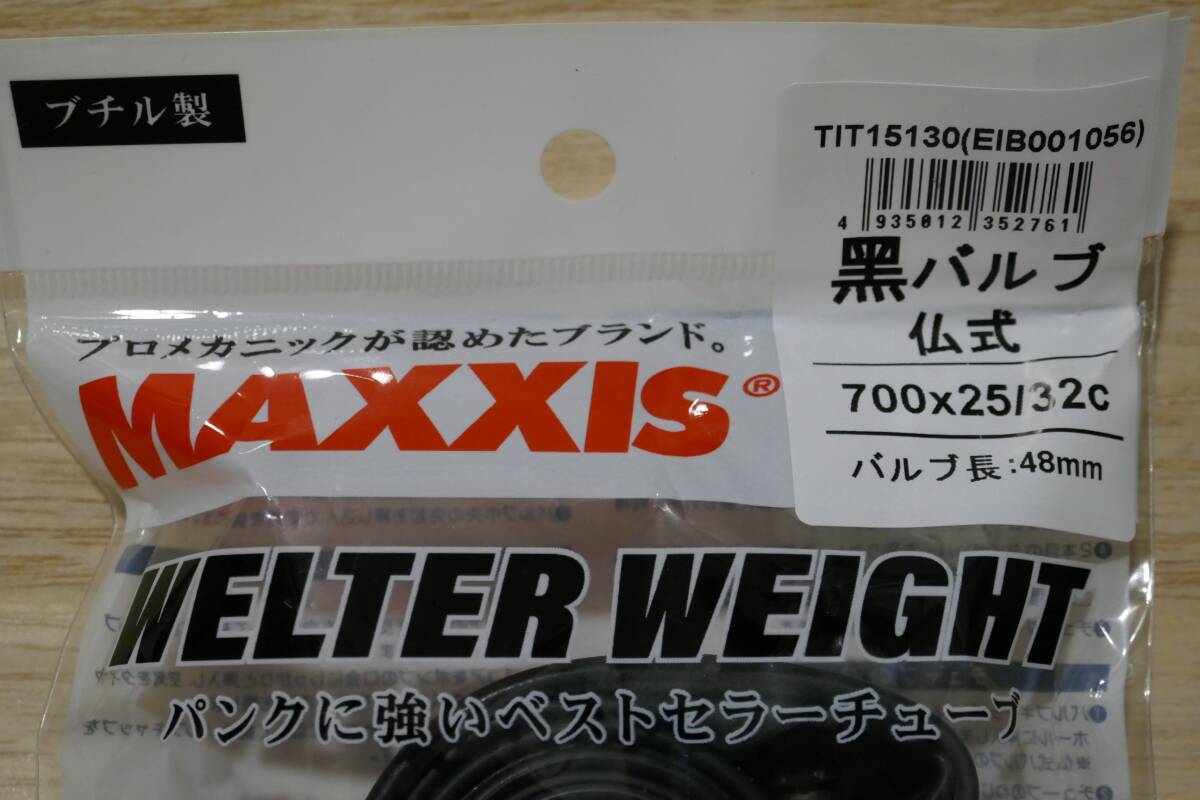 ブチル製
TIT15130(EIB001056)
4 935012 352761
黒バルブ
仏式
700x25/32c
バルブ長:48mm
プロメカニックが認めたブランド。
MAXXIS®
WELTER WEIGHT
パンクに強いベストセラーチューブ